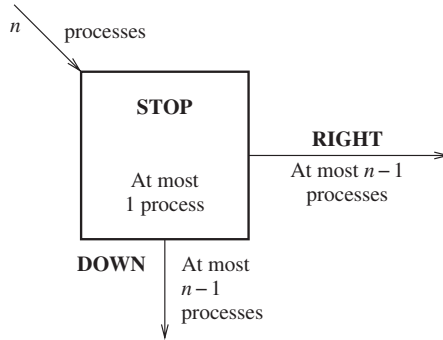 n processes
STOP
At most
1 process
RIGHT
At most n − 1
processes
DOWN
At most
n − 1
processes